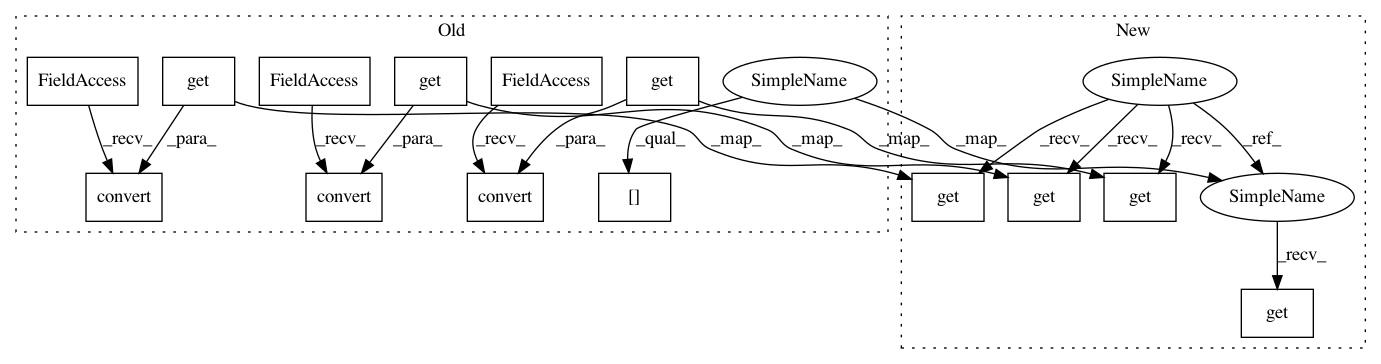 Old
New
FieldAccess
get
FieldAccess
get
FieldAccess
get
SimpleName
SimpleName
_recv_
_para_
_recv_
_para_
_recv_
_para_
_qual_
_map_
_map_
_map_
_map_
_recv_
_recv_
_recv_
_ref_
convert
convert
convert
[]
get
get
get
SimpleName
_recv_
get